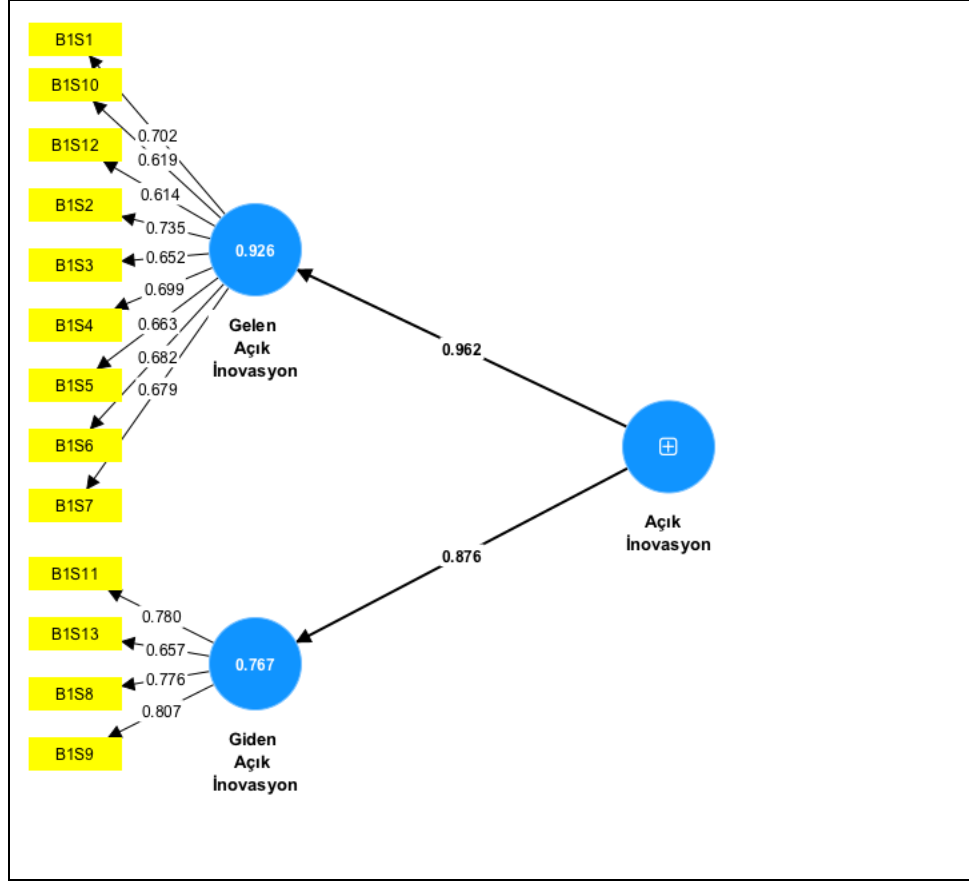 B1S1
B1S10
B1S12
B1S2
B1S3
B1S4
B1S5
B1S6
B1S7
0.702
0.619
0.614
0.735
0.652
0.699
0.663
0.682
0.679
0.926
Gelen
Açık
İnovasyon
0.962
Açık
İnovasyon
0.876
B1S11
B1S13
B1S8
B1S9
0.780
0.657
0.776
0.807
0.767
Giden
Açık
İnovasyon